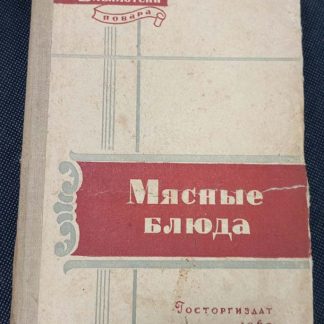 повара
Мясные
блюда
Госторгиздат